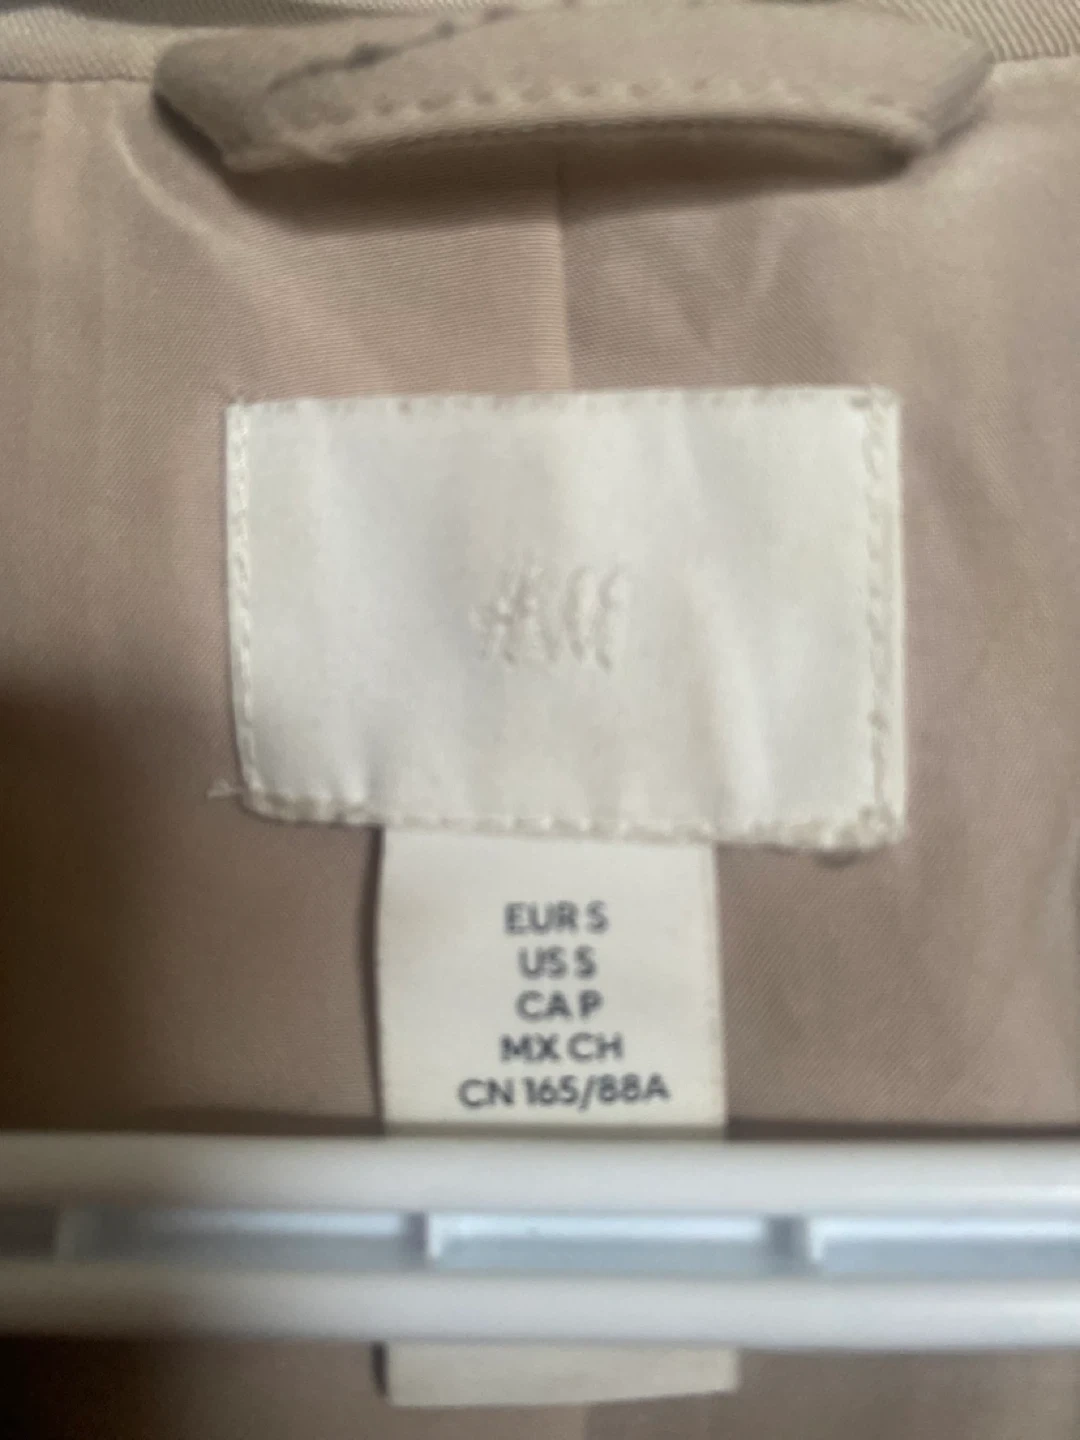 H&M
EUR S
US S
CA P
MX CH
CN 165/88A